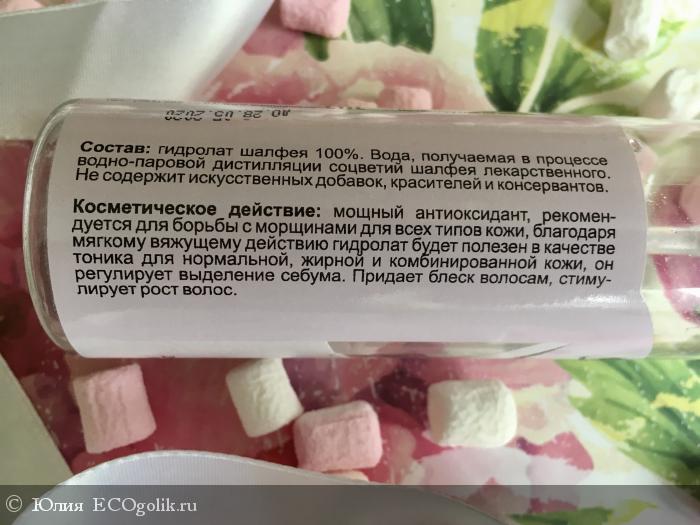 до 28.05.2020
Состав: гидролат шалфея 100%. Вода, получаемая в процессе
водно-паровой дистилляции соцветий шалфея лекарственного.
Не содержит искусственных добавок, красителей и консервантов.
Косметическое действие: мощный антиоксидант, рекомен-
дуется для борьбы с морщинами для всех типов кожи, благодаря
мягкому вяжущему действию гидролат будет полезен в качестве
тоника для нормальной, жирной и комбинированной кожи, он
регулирует выделение себума. Придает блеск волосам, стиму-
лирует рост волос.
© Юлия ECOgolik.ru